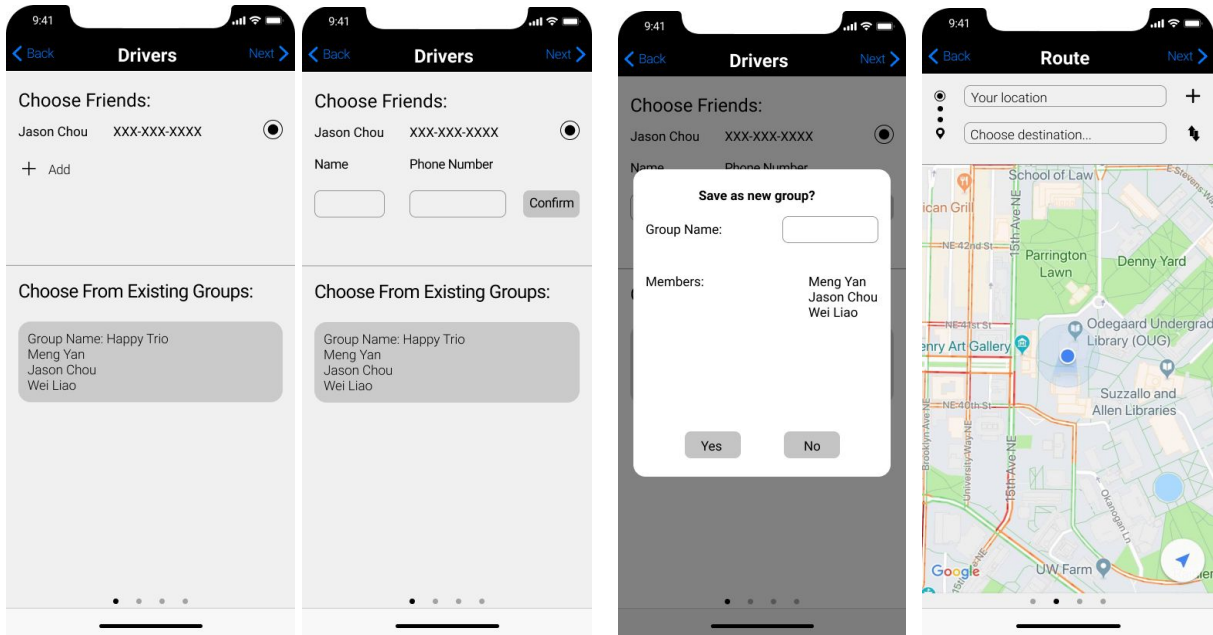 9:41
Back Drivers Next
Choose Friends:
Jason Chou XXX-XXX-XXXX
+ Add
Choose From Existing Groups:
Group Name: Happy Trio
Meng Yan
Jason Chou
Wei Liao
9:41
Back Drivers Next
Choose Friends:
Jason Chou XXX-XXX-XXXX
Name Phone Number
Confirm
Choose From Existing Groups:
Group Name: Happy Trio
Meng Yan
Jason Chou
Wei Liao
9:41
Back Drivers Next
Choose Friends:
Jason Chou XXX-XXX-XXXX
Name Phone Number
Save as new group?
Group Name:
Members: Meng Yan
Jason Chou
Wei Liao
Yes No
9:41
Back Route Next
Your location
Choose destination...
School of Law
E Stevens Wa
ican Grill
15th Ave NE
NE 42nd St
Parrington
Lawn
Denny Yard
NE 41st St
Odegaard Undergrad
Library (OUG)
enry Art Gallery
Suzzallo and
Allen Libraries
NE 40th St
Brooklyn Ave NE
University Way NE
15th Ave NE
Okanogan Ln
Google
UW Farm